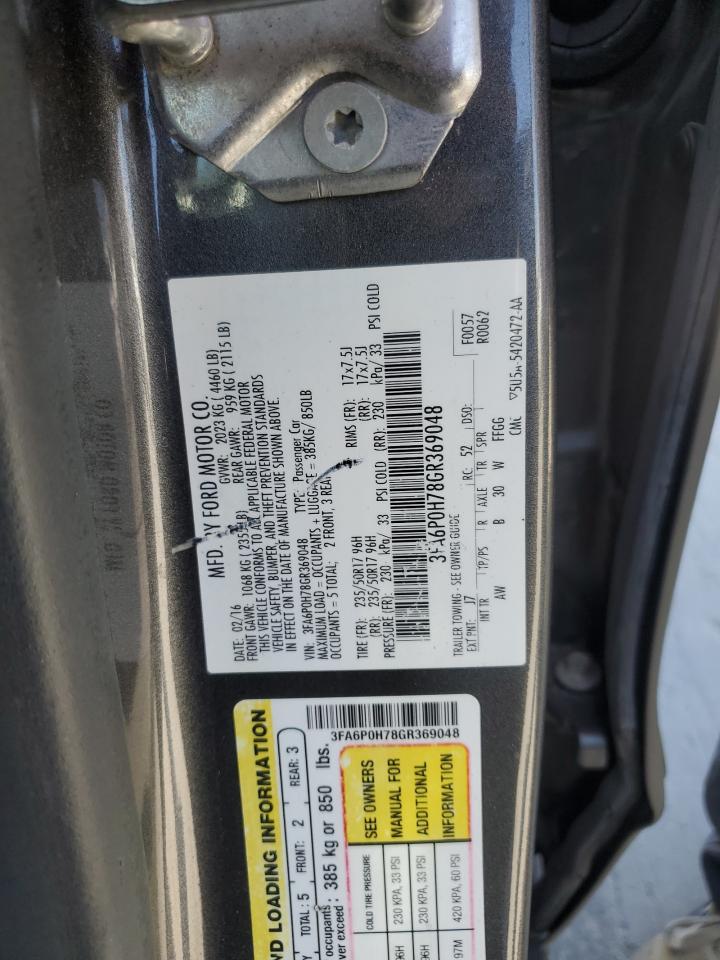 MFD. BY FORD MOTOR CO.
DATE: 02/16 GVWR: 2023 KG ( 4460 LB)
FRONT GAWR: 1068 KG ( LB) REAR GAWR: 959 KG ( 2115 LB)
THIS VEHICLE CONFORMS TO ALL APPLICABLE FEDERAL MOTOR
VEHICLE SAFETY, BUMPER, AND THEFT PREVENTION STANDARDS
IN EFFECT ON THE DATE OF MANUFACTURE SHOWN ABOVE.
VIN: 3FA6P0H78GR369048 TYPE: Passenger Car
MAXIMUM LOAD = OCCUPANTS + LUGGAGE = 385KG/ 850LB
OCCUPANTS = 5 TOTAL; 2 FRONT, 3 REAR
TIRE (FR): 235/50R17 96H RIMS (FR): 17x7.5J
(RR): 235/50R17 96H (RR): 17x7.5J
PRESSURE (FR): 230 kPa/ 33 PSI COLD (RR): 230 kPa/ 33 PSI COLD
3FA6P0H78GR369048
TRAILER TOWING - SEE OWNER GUIDE F0057
EXT PNT: J7 RC: 52 DSO: R0062
INT TR TP/PS R AXLE TR SPR
AW B 30 W FFGG
5420472-AA
ND LOADING INFORMATION
TOTAL: 5 FRONT: 2 REAR: 3
occupants : 385 kg or 850 lbs.
ver exceed :
3FA6P0H78GR369048
COLD TIRE PRESSURE SEE OWNERS
96H 230 KPA, 33 PSI MANUAL FOR
96H 230 KPA, 33 PSI ADDITIONAL
97M 420 KPA, 60 PSI INFORMATION